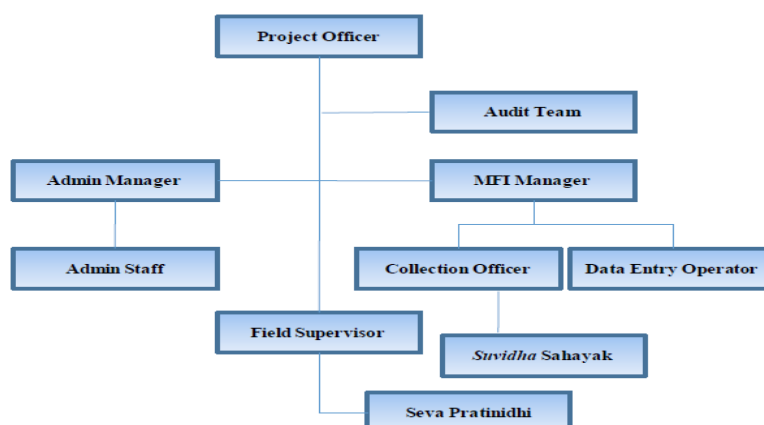 Project Officer
Audit Team
Admin Manager
MFI Manager
Admin Staff
Collection Officer
Data Entry Operator
Field Supervisor
Suvidha Sahayak
Seva Pratinidhi